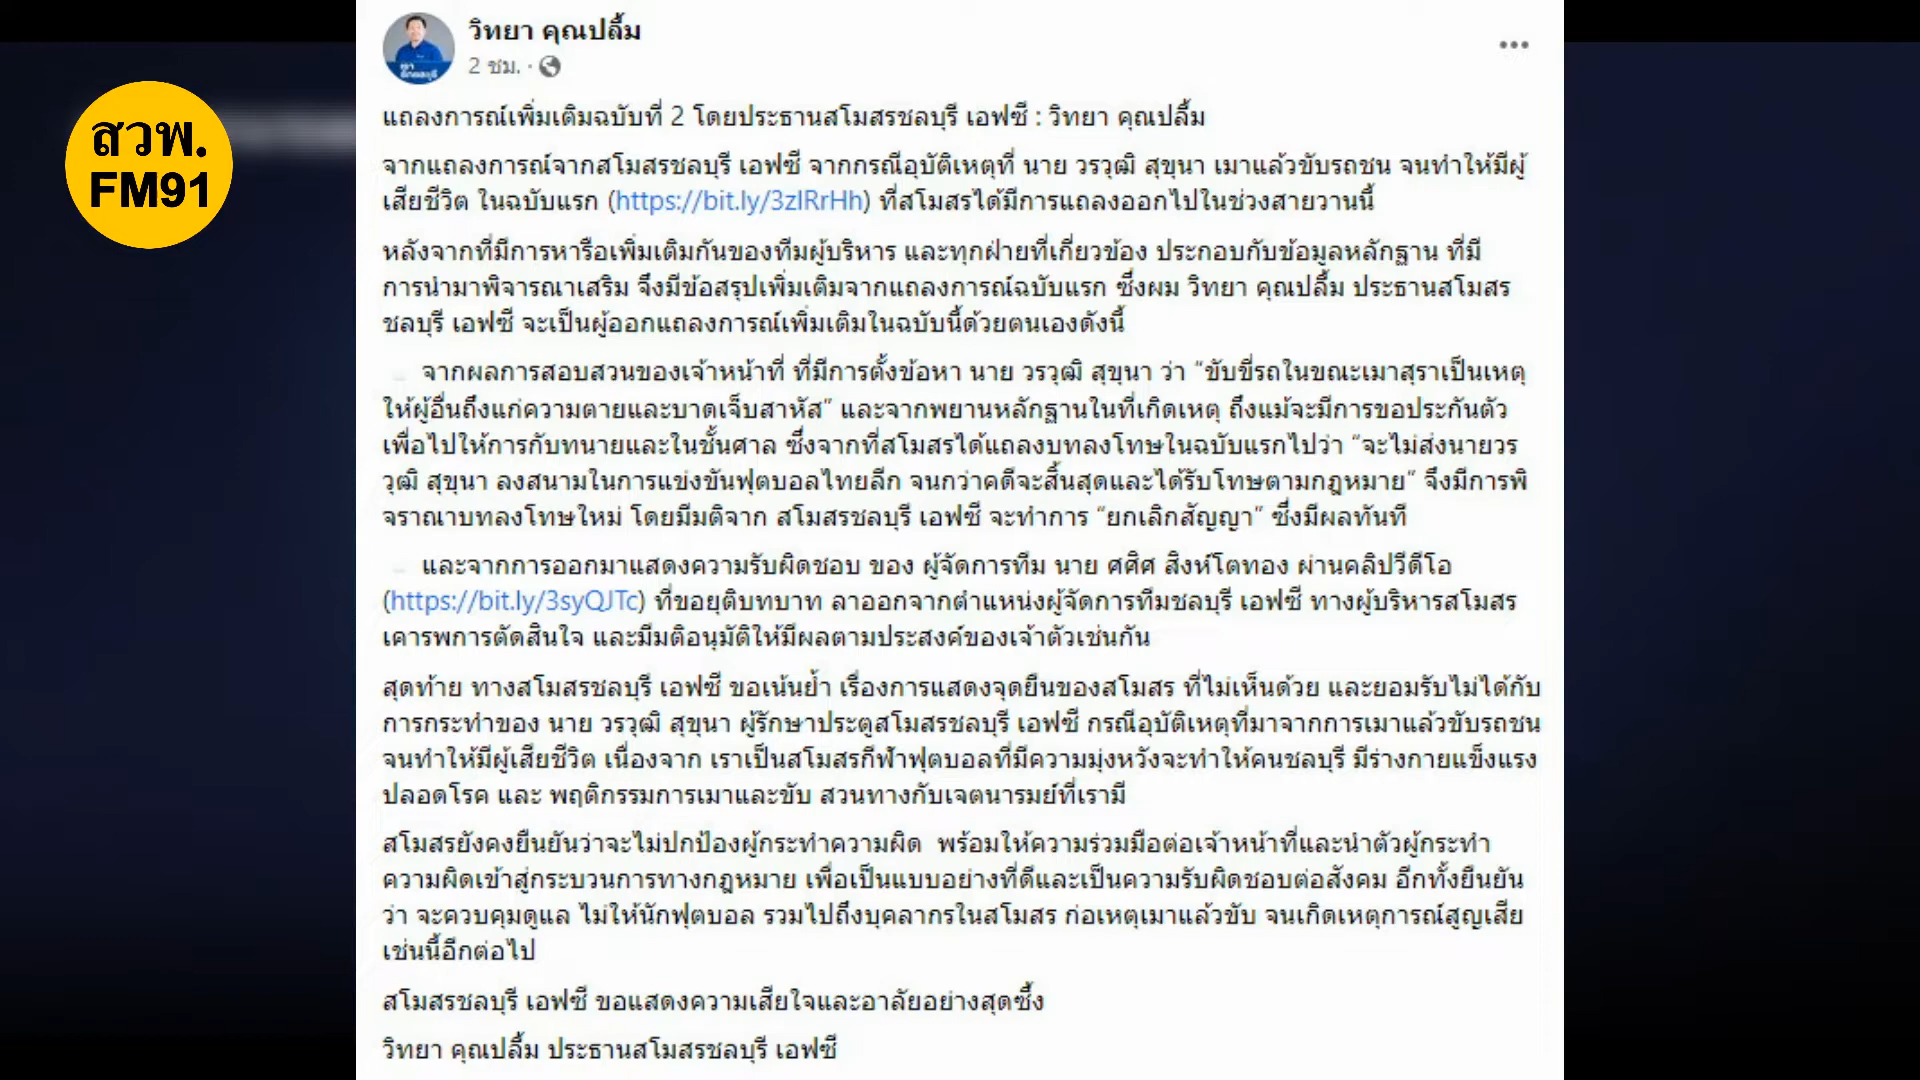 สวพ.
FM91
วิทยา คุณปลื้ม
2 ชม. ·
แถลงการณ์เพิ่มเติมฉบับที่ 2 โดยประธานสโมสรชลบุรี เอฟซี : วิทยา คุณปลื้ม
จากแถลงการณ์จากสโมสรชลบุรี เอฟซี จากกรณีอุบัติเหตุที่ นาย วรวุฒิ สุขุนา เมาแล้วขับรถชน จนทำให้มีผู้
เสียชีวิต ในฉบับแรก (https://bit.ly/3zlRrHh) ที่สโมสรได้มีการแถลงออกไปในช่วงสายวานนี้
หลังจากที่มีการหารือเพิ่มเติมกันของทีมผู้บริหาร และทุกฝ่ายที่เกี่ยวข้อง ประกอบกับข้อมูลหลักฐาน ที่มี
การนำมาพิจารณาเสริม จึงมีข้อสรุปเพิ่มเติมจากแถลงการณ์ฉบับแรก ซึ่งผม วิทยา คุณปลื้ม ประธานสโมสร
ชลบุรี เอฟซี จะเป็นผู้ออกแถลงการณ์เพิ่มเติมในฉบับนี้ด้วยตนเองดังนี้
จากผลการสอบสวนของเจ้าหน้าที่ ที่มีการตั้งข้อหา นาย วรวุฒิ สุขุนา ว่า “ขับขี่รถในขณะเมาสุราเป็นเหตุ
ให้ผู้อื่นถึงแก่ความตายและบาดเจ็บสาหัส” และจากพยานหลักฐานในที่เกิดเหตุ ถึงแม้จะมีการขอประกันตัว
เพื่อไปให้การกับทนายและในชั้นศาล ซึ่งจากที่สโมสรได้แถลงบทลงโทษในฉบับแรกไปว่า “จะไม่ส่งนายวร
วุฒิ สุขุนา ลงสนามในการแข่งขันฟุตบอลไทยลีก จนกว่าคดีจะสิ้นสุดและได้รับโทษตามกฎหมาย” จึงมีการพิ
จราณาบทลงโทษใหม่ โดยมีมติจาก สโมสรชลบุรี เอฟซี จะทำการ “ยกเลิกสัญญา” ซึ่งมีผลทันที
และจากการออกมาแสดงความรับผิดชอบ ของ ผู้จัดการทีม นาย ศศิศ สิงห์โตทอง ผ่านคลิปวีดีโอ
(https://bit.ly/3syQJTc) ที่ขอยุติบทบาท ลาออกจากตำแหน่งผู้จัดการทีมชลบุรี เอฟซี ทางผู้บริหารสโมสร
เคารพการตัดสินใจ และมีมติอนุมัติให้มีผลตามประสงค์ของเจ้าตัวเช่นกัน
สุดท้าย ทางสโมสรชลบุรี เอฟซี ขอเน้นย้ำ เรื่องการแสดงจุดยืนของสโมสร ที่ไม่เห็นด้วย และยอมรับไม่ได้กับ
การกระทำของ นาย วรวุฒิ สุขุนา ผู้รักษาประตูสโมสรชลบุรี เอฟซี กรณีอุบัติเหตุที่มาจากการเมาแล้วขับรถชน
จนทำให้มีผู้เสียชีวิต เนื่องจาก เราเป็นสโมสรกีฬาฟุตบอลที่มีความมุ่งหวังจะทำให้คนชลบุรี มีร่างกายแข็งแรง
ปลอดโรค และ พฤติกรรมการเมาและขับ สวนทางกับเจตนารมย์ที่เรามี
สโมสรยังคงยืนยันว่าจะไม่ปกป้องผู้กระทำความผิด พร้อมให้ความร่วมมือต่อเจ้าหน้าที่และนำตัวผู้กระทำ
ความผิดเข้าสู่กระบวนการทางกฎหมาย เพื่อเป็นแบบอย่างที่ดีและเป็นความรับผิดชอบต่อสังคม อีกทั้งยืนยัน
ว่า จะควบคุมดูแล ไม่ให้นักฟุตบอล รวมไปถึงบุคลากรในสโมสร ก่อเหตุเมาแล้วขับ จนเกิดเหตุการณ์สูญเสีย
เช่นนี้อีกต่อไป
สโมสรชลบุรี เอฟซี ขอแสดงความเสียใจและอาลัยอย่างสุดซึ้ง
วิทยา คุณปลื้ม ประธานสโมสรชลบุรี เอฟซี